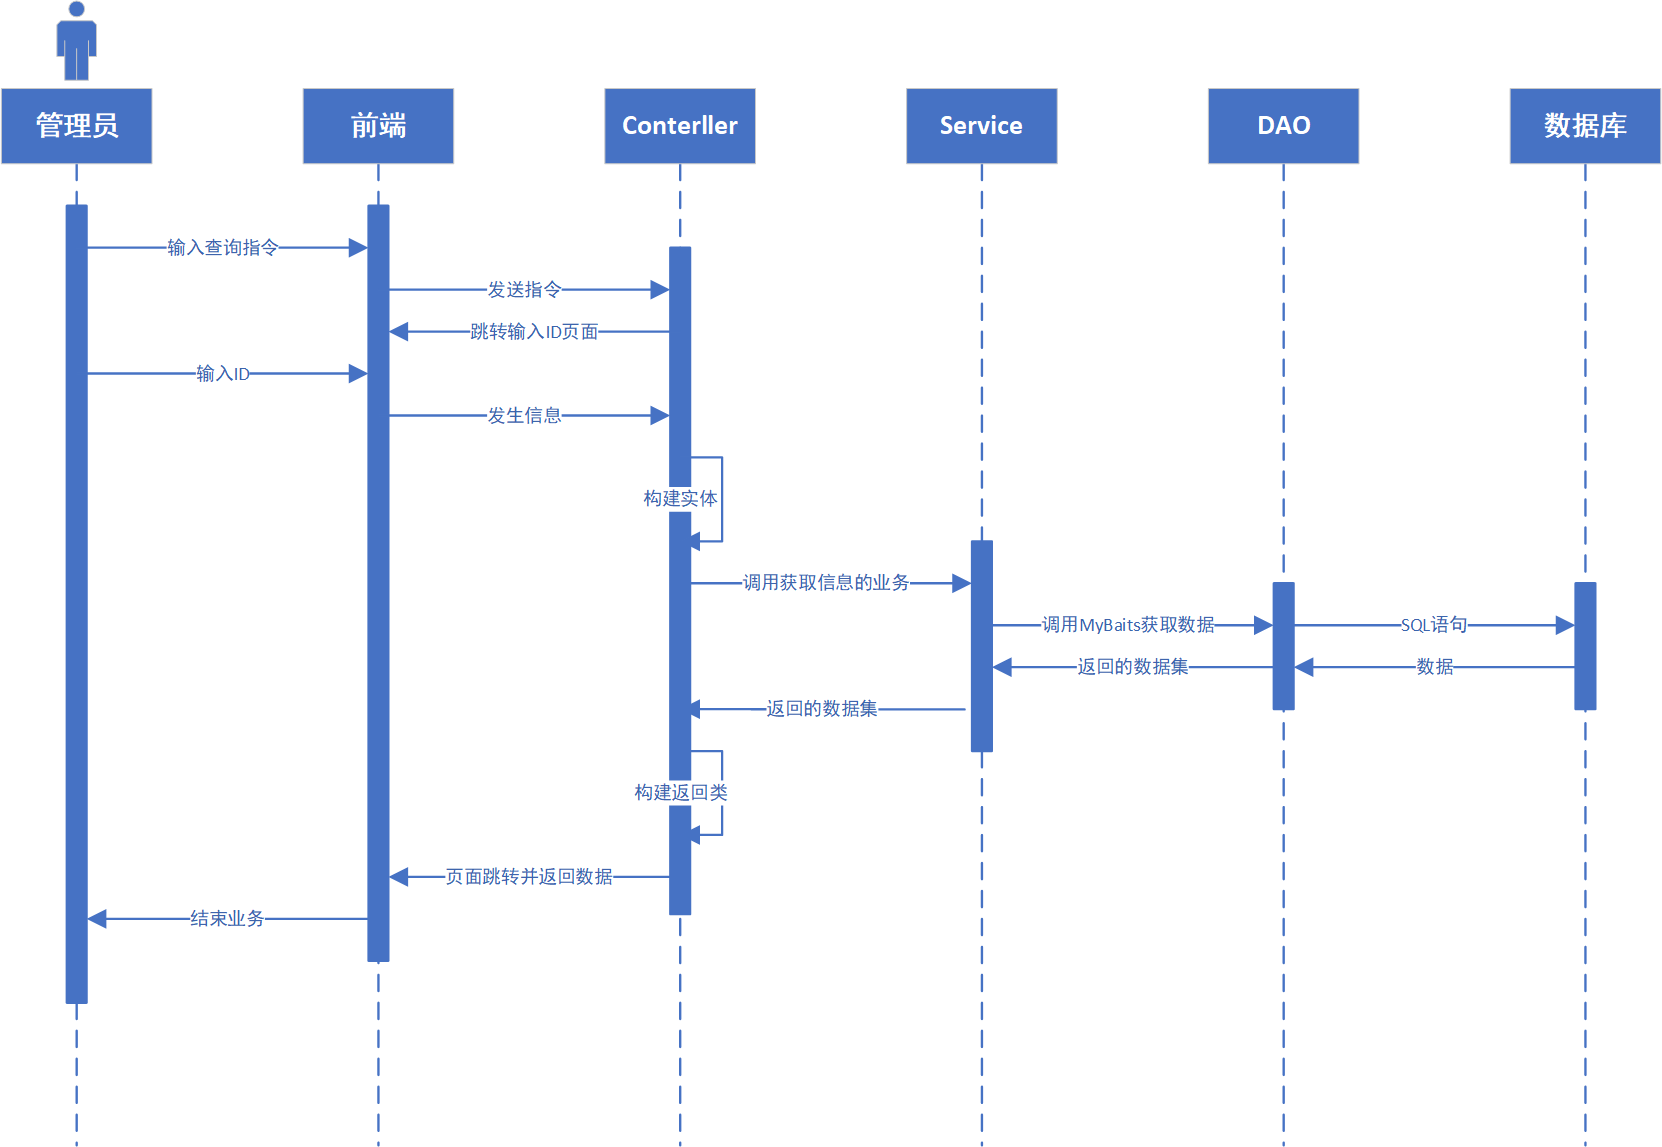 管理员
前端
Conterller
Service
DAO
数据库
输入查询指令
发送指令
跳转输入ID页面
输入ID
发生信息
构建实体
调用获取信息的业务
调用MyBaits获取数据
SQL语句
返回的数据集
数据
返回的数据集
构建返回类
页面跳转并返回数据
结束业务